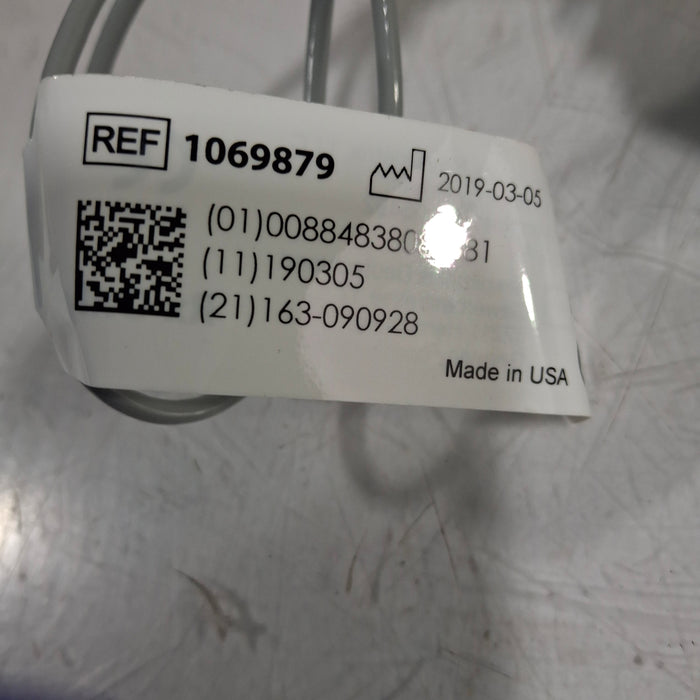 REF 1069879 2019-03-05
(11)190305
(21)163-090928
Made in USA